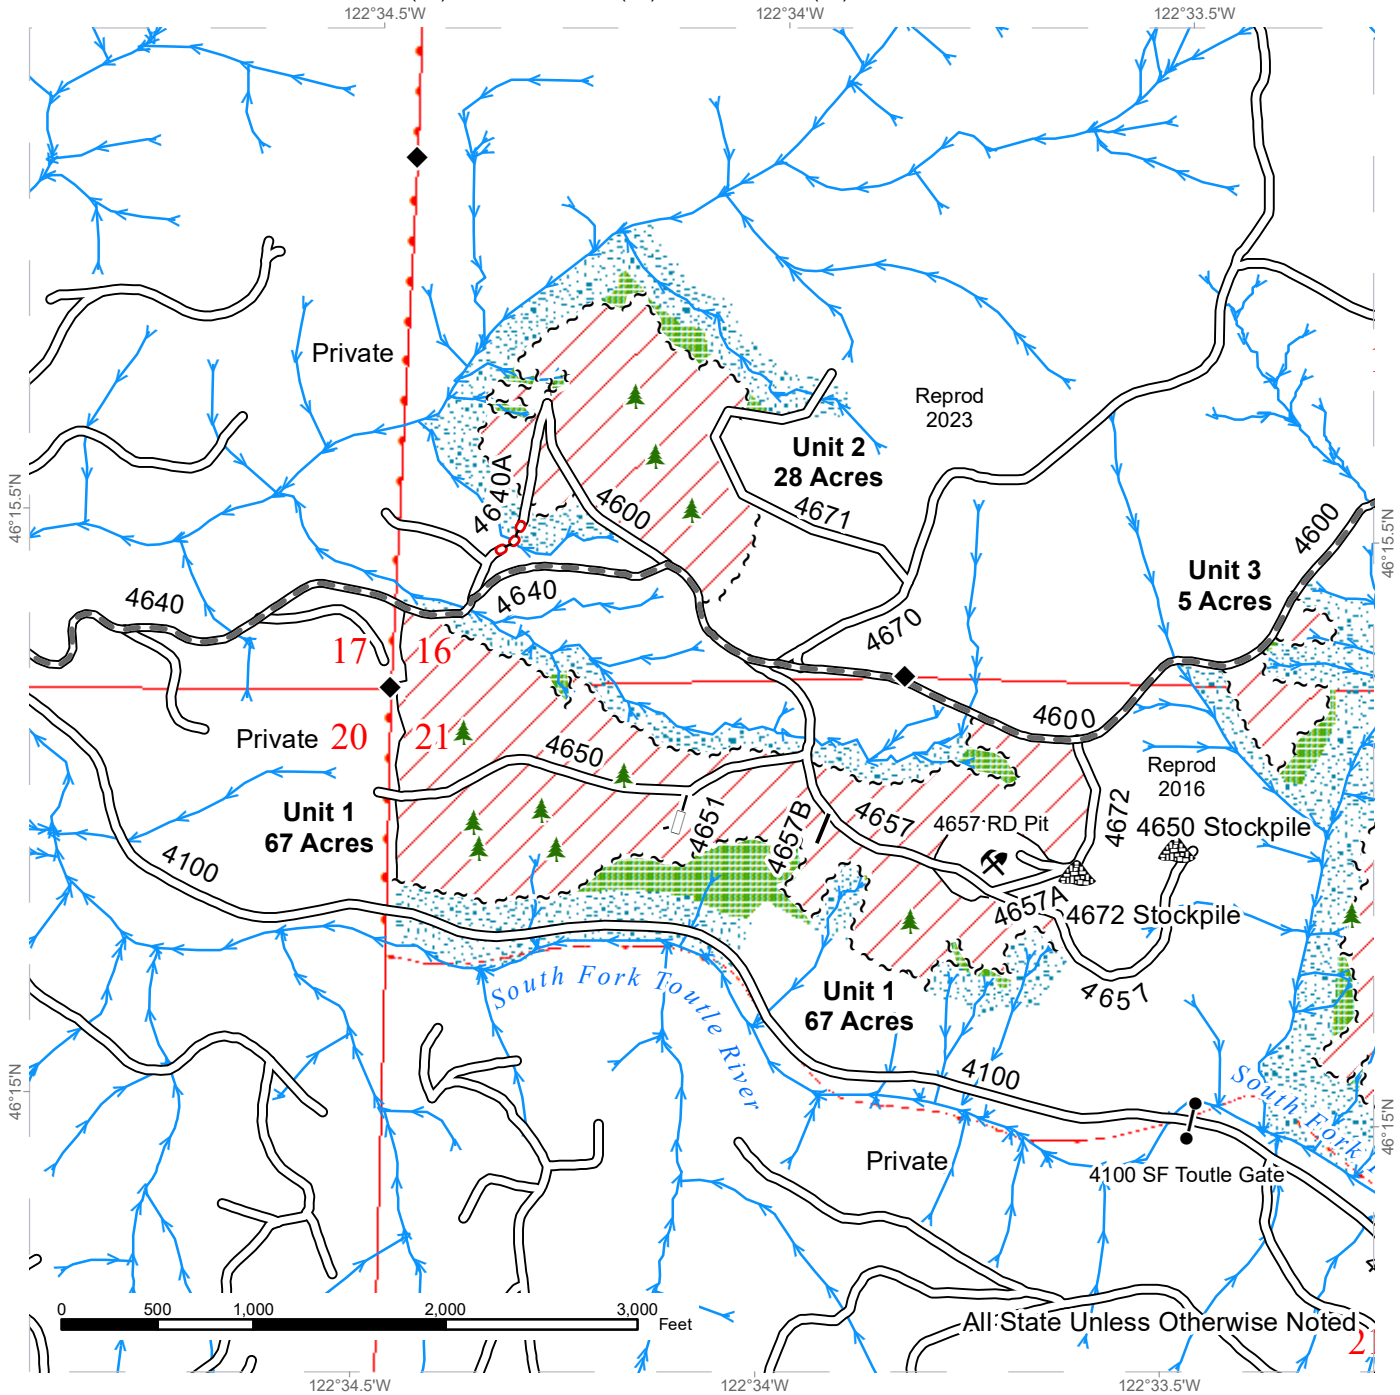 122°34.5'W
122°34'W
122°33.5'W
Private
Reprod
2023
Unit 2
28 Acres
4640A
4600
4671
46°15.5'N
4600
46°15.5'N
Unit 3
5 Acres
4640
4640
4670
17
16
Private
20
21
4650
4600
Reprod
2016
Unit 1
67 Acres
4651
4657B
4657
4657 RD Pit
4672
4650 Stockpile
4100
4657A
4672 Stockpile
South Fork Toutle River
Unit 1
67 Acres
4657
46°15'N
4100
South Fork
46°15'N
Private
4100 SF Toutle Gate
0
500
1,000
2,000
3,000
Feet
All State Unless Otherwise Noted
21
122°34.5'W
122°34'W
122°33.5'W